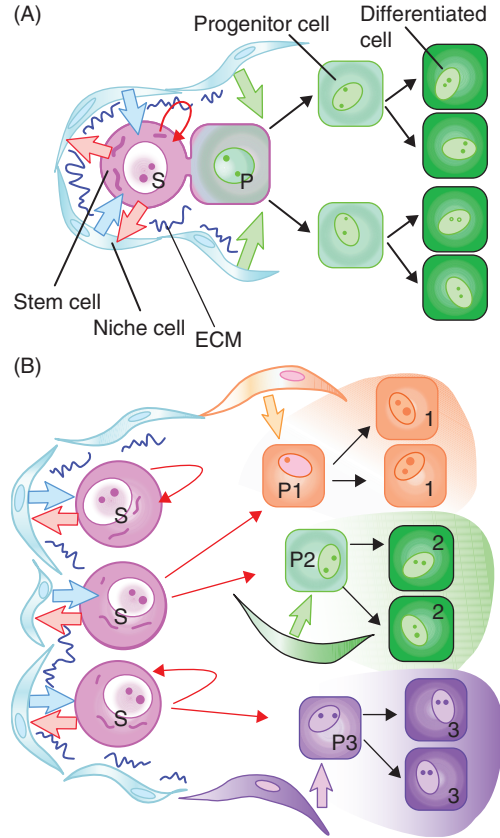 (A)
Progenitor cell
Differentiated
cell
S
P
Stem cell
Niche cell
ECM
(B)
1
S
P1
1
P2
2
S
2
S
P3
3
3